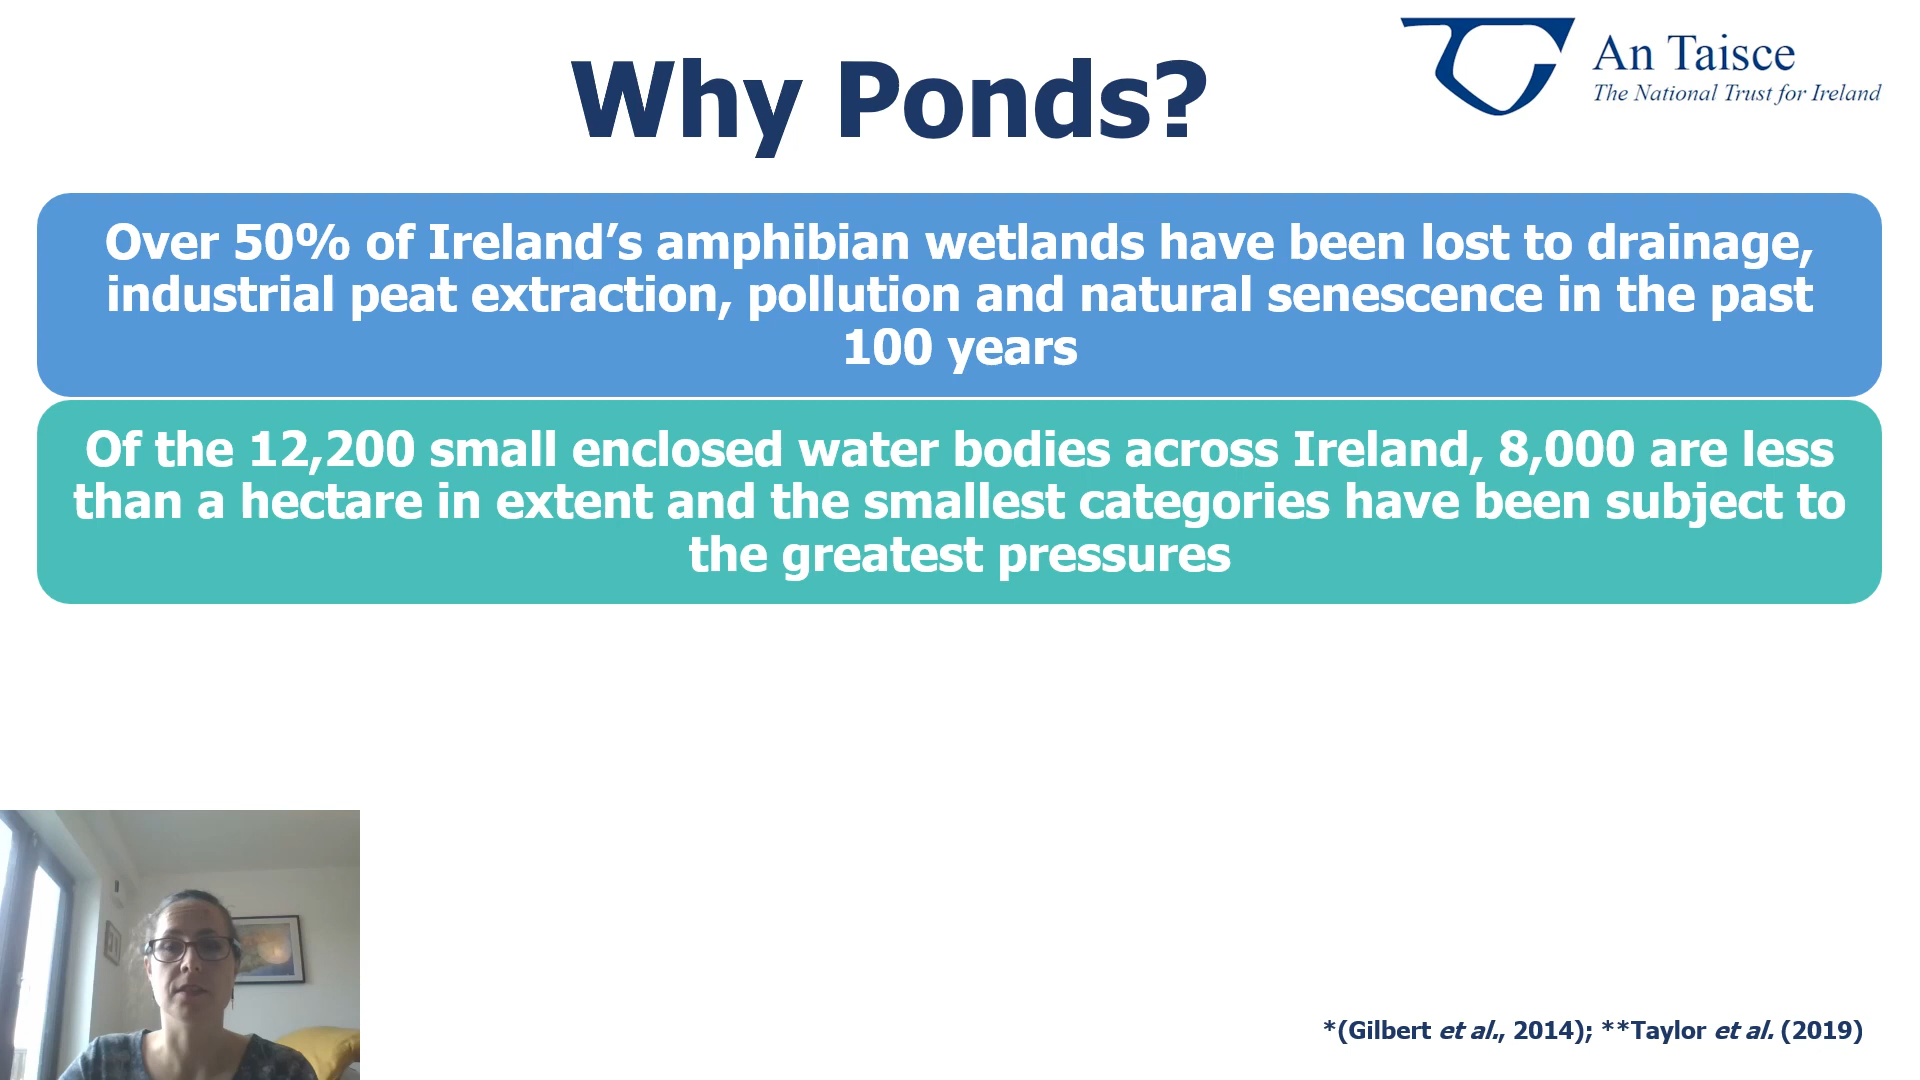 Why Ponds?
An Taisce
The National Trust for Ireland
Over 50% of Ireland’s amphibian wetlands have been lost to drainage,
industrial peat extraction, pollution and natural senescence in the past
100 years
Of the 12,200 small enclosed water bodies across Ireland, 8,000 are less
than a hectare in extent and the smallest categories have been subject to
the greatest pressures
*(Gilbert et al., 2014); **Taylor et al. (2019)